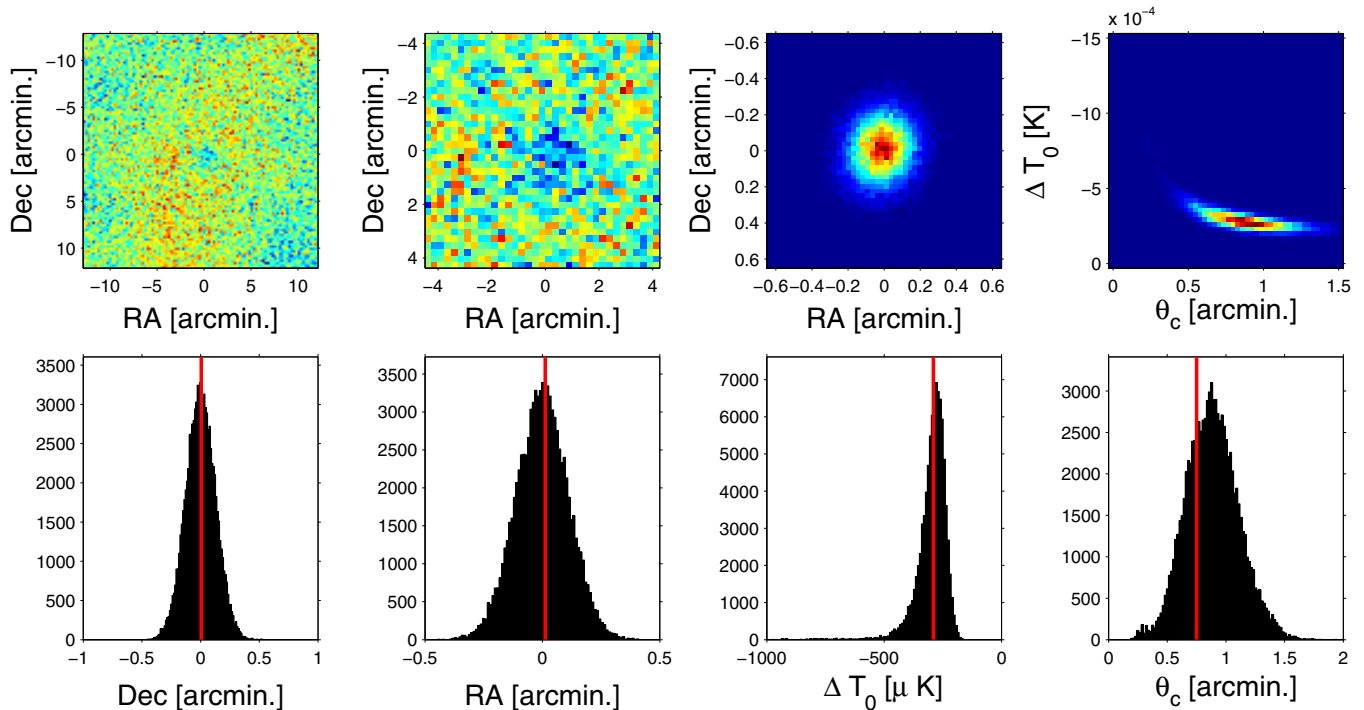 x 10⁻⁴
Dec [arcmin.]
−10
−5
0
5
10
−10 −5 0 5 10
RA [arcmin.]
Dec [arcmin.]
−4
−2
0
2
4
−4 −2 0 2 4
RA [arcmin.]
Dec [arcmin.]
−0.6
−0.4
−0.2
0
0.2
0.4
0.6
−0.6 −0.4 −0.2 0 0.2 0.4 0.6
RA [arcmin.]
Δ T₀ [K]
−15
−10
−5
0
0 0.5 1 1.5
θ_c [arcmin.]
3500
3000
2500
2000
1500
1000
500
0
−1 −0.5 0 0.5 1
Dec [arcmin.]
3500
3000
2500
2000
1500
1000
500
0
−0.5 0 0.5
RA [arcmin.]
7000
6000
5000
4000
3000
2000
1000
0
−1000 −500 0
Δ T₀ [μ K]
3000
2500
2000
1500
1000
500
0
0 0.5 1 1.5 2
θ_c [arcmin.]